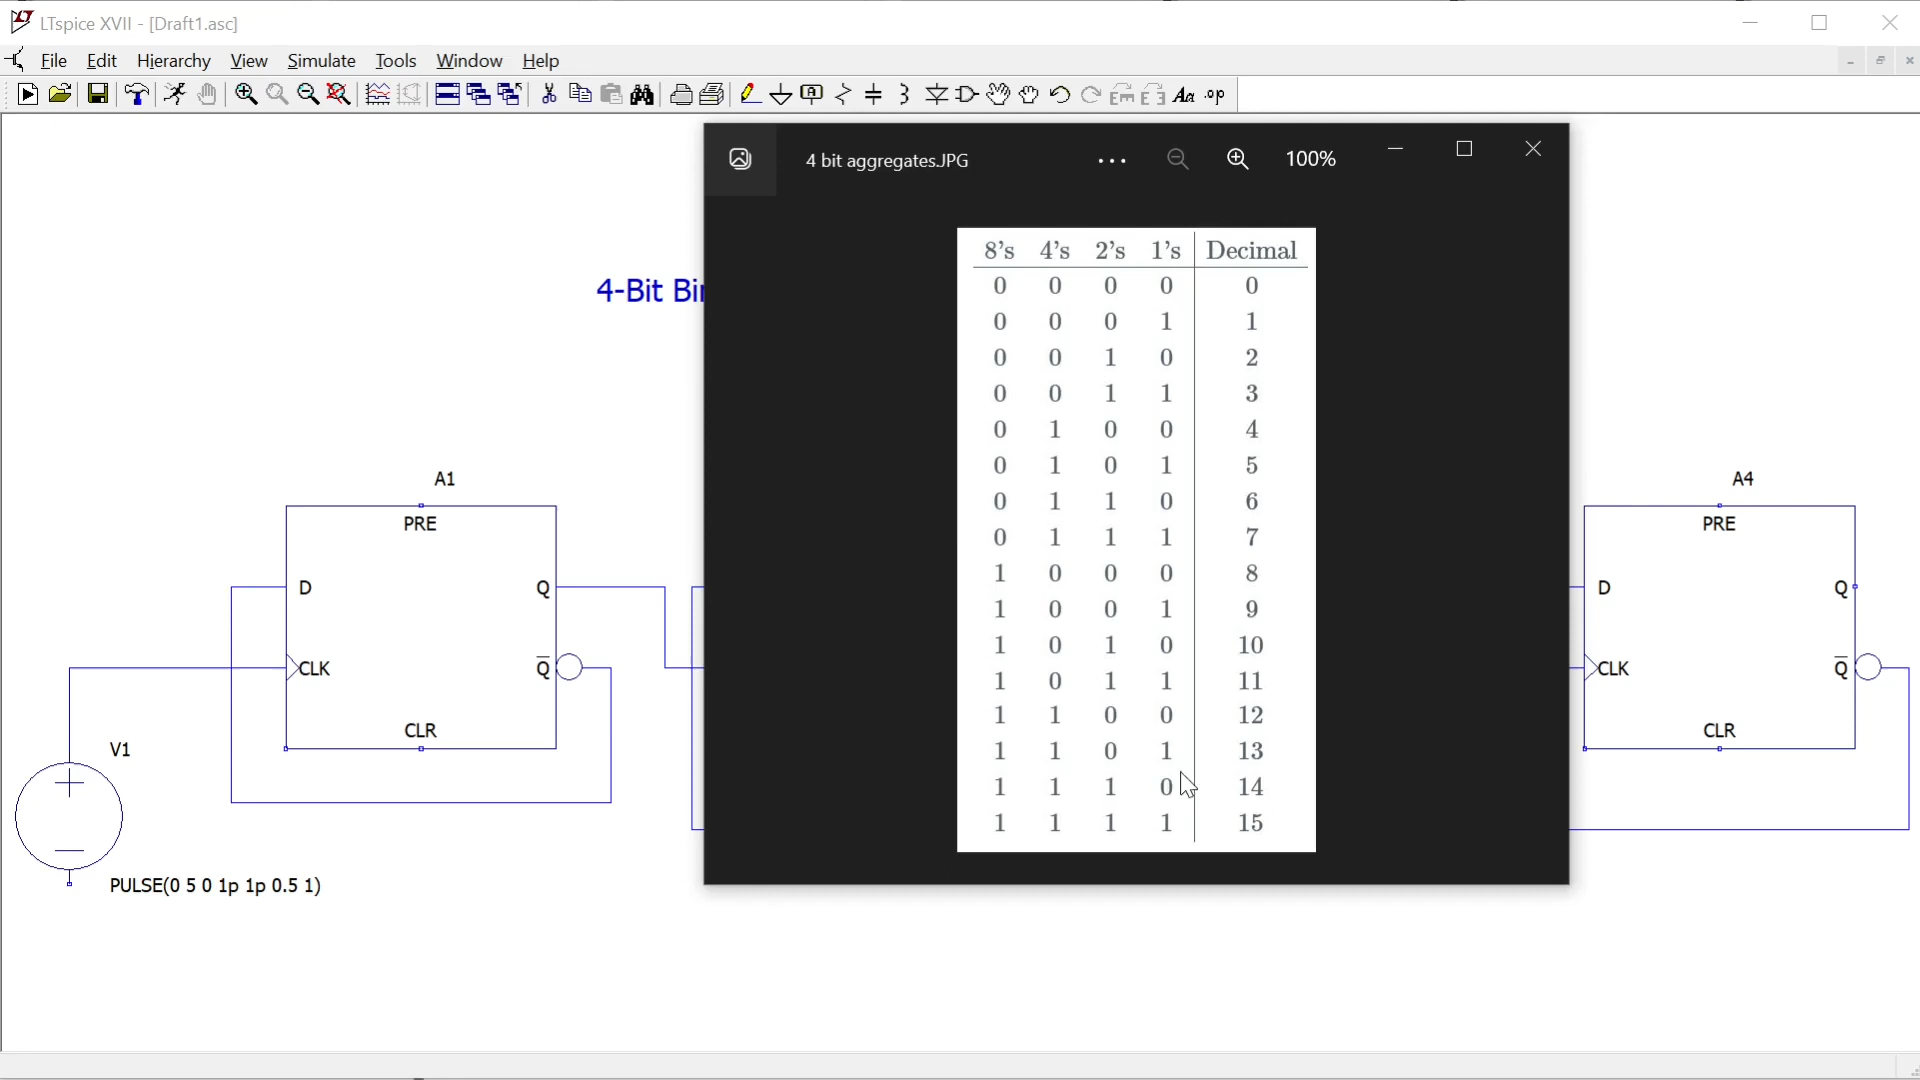 LTspice XVII - [Draft1.asc]
File Edit Hierarchy View Simulate Tools Window Help
Aa .op
4 bit aggregates.JPG
100%
8's 4's 2's 1's Decimal
0 0 0 0 0
0 0 0 1 1
0 0 1 0 2
0 0 1 1 3
0 1 0 0 4
0 1 0 1 5
0 1 1 0 6
0 1 1 1 7
1 0 0 0 8
1 0 0 1 9
1 0 1 0 10
1 0 1 1 11
1 1 0 0 12
1 1 0 1 13
1 1 1 0 14
1 1 1 1 15
4-Bit
A1
PRE
D Q
CLK Q̅
CLR
V1
PULSE(0 5 0 1p 1p 0.5 1)
A4
PRE
D Q
CLK Q̅
CLR